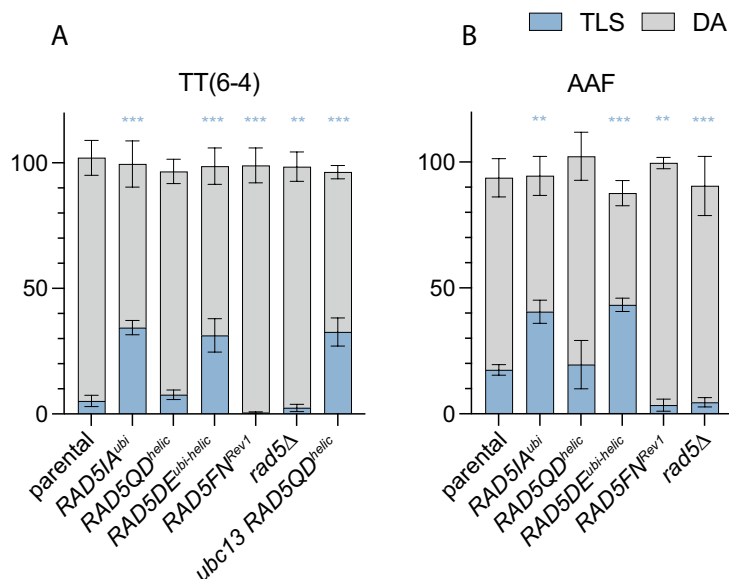 A
B
TLS
DA
TT(6-4)
AAF
*** *** *** ** ***
** *** ** ***
100
50
0
100
50
0
parental
RAD5IA^ubi
RAD5QD^helic
RAD5DE^ubi-helic
RAD5FN^Rev1
rad5Δ
ubc13 RAD5QD^helic
parental
RAD5IA^ubi
RAD5QD^helic
RAD5DE^ubi-helic
RAD5FN^Rev1
rad5Δ